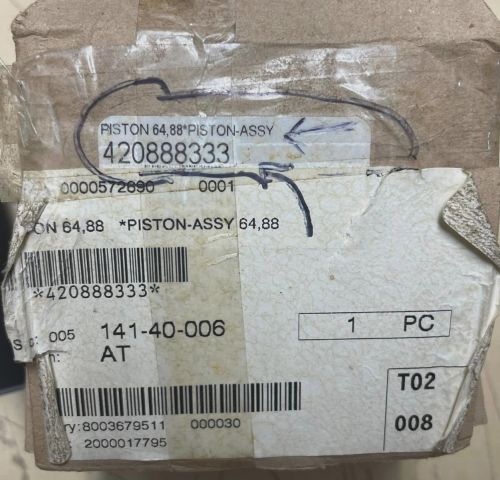 PISTON 64,88*PISTON-ASSY
420888333
0000572890 0001
ON 64,88 *PISTON-ASSY 64,88
*420888333*
005 141-40-006
AT
1 PC
T02
008
ry:8003679511 000030
2000017795